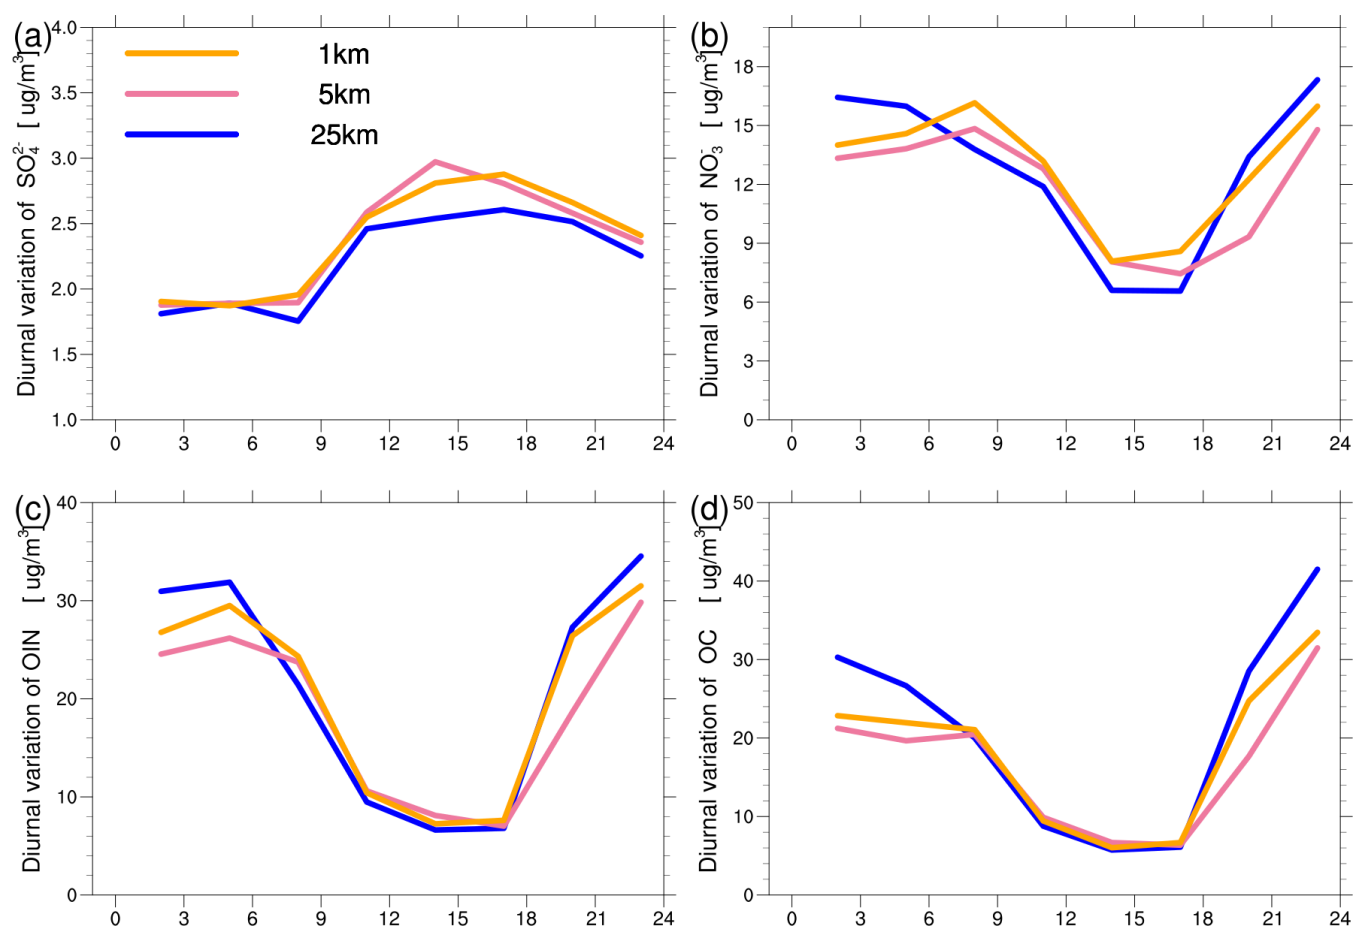 (a)
Diurnal variation of SO₄²⁻ [ ug/m³]
4.0
3.5
3.0
2.5
2.0
1.5
1.0
1km
5km
25km
0 3 6 9 12 15 18 21 24
(b)
Diurnal variation of NO₃⁻ [ ug/m³]
18
15
12
9
6
3
0
0 3 6 9 12 15 18 21 24
(c)
Diurnal variation of OIN [ ug/m³]
40
30
20
10
0
0 3 6 9 12 15 18 21 24
(d)
Diurnal variation of OC [ ug/m³]
50
40
30
20
10
0
0 3 6 9 12 15 18 21 24